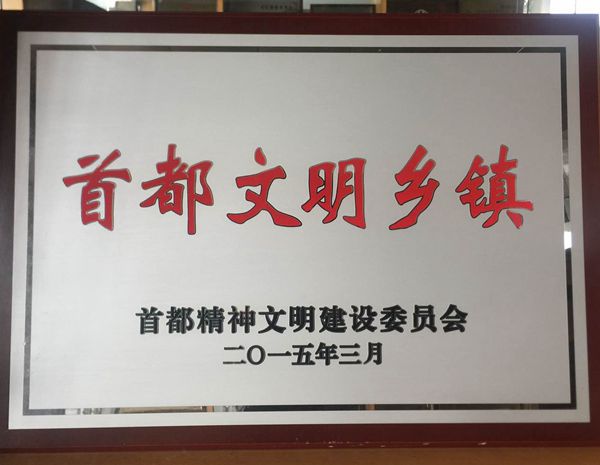 首都文明乡镇
首都精神文明建设委员会
二〇一五年三月